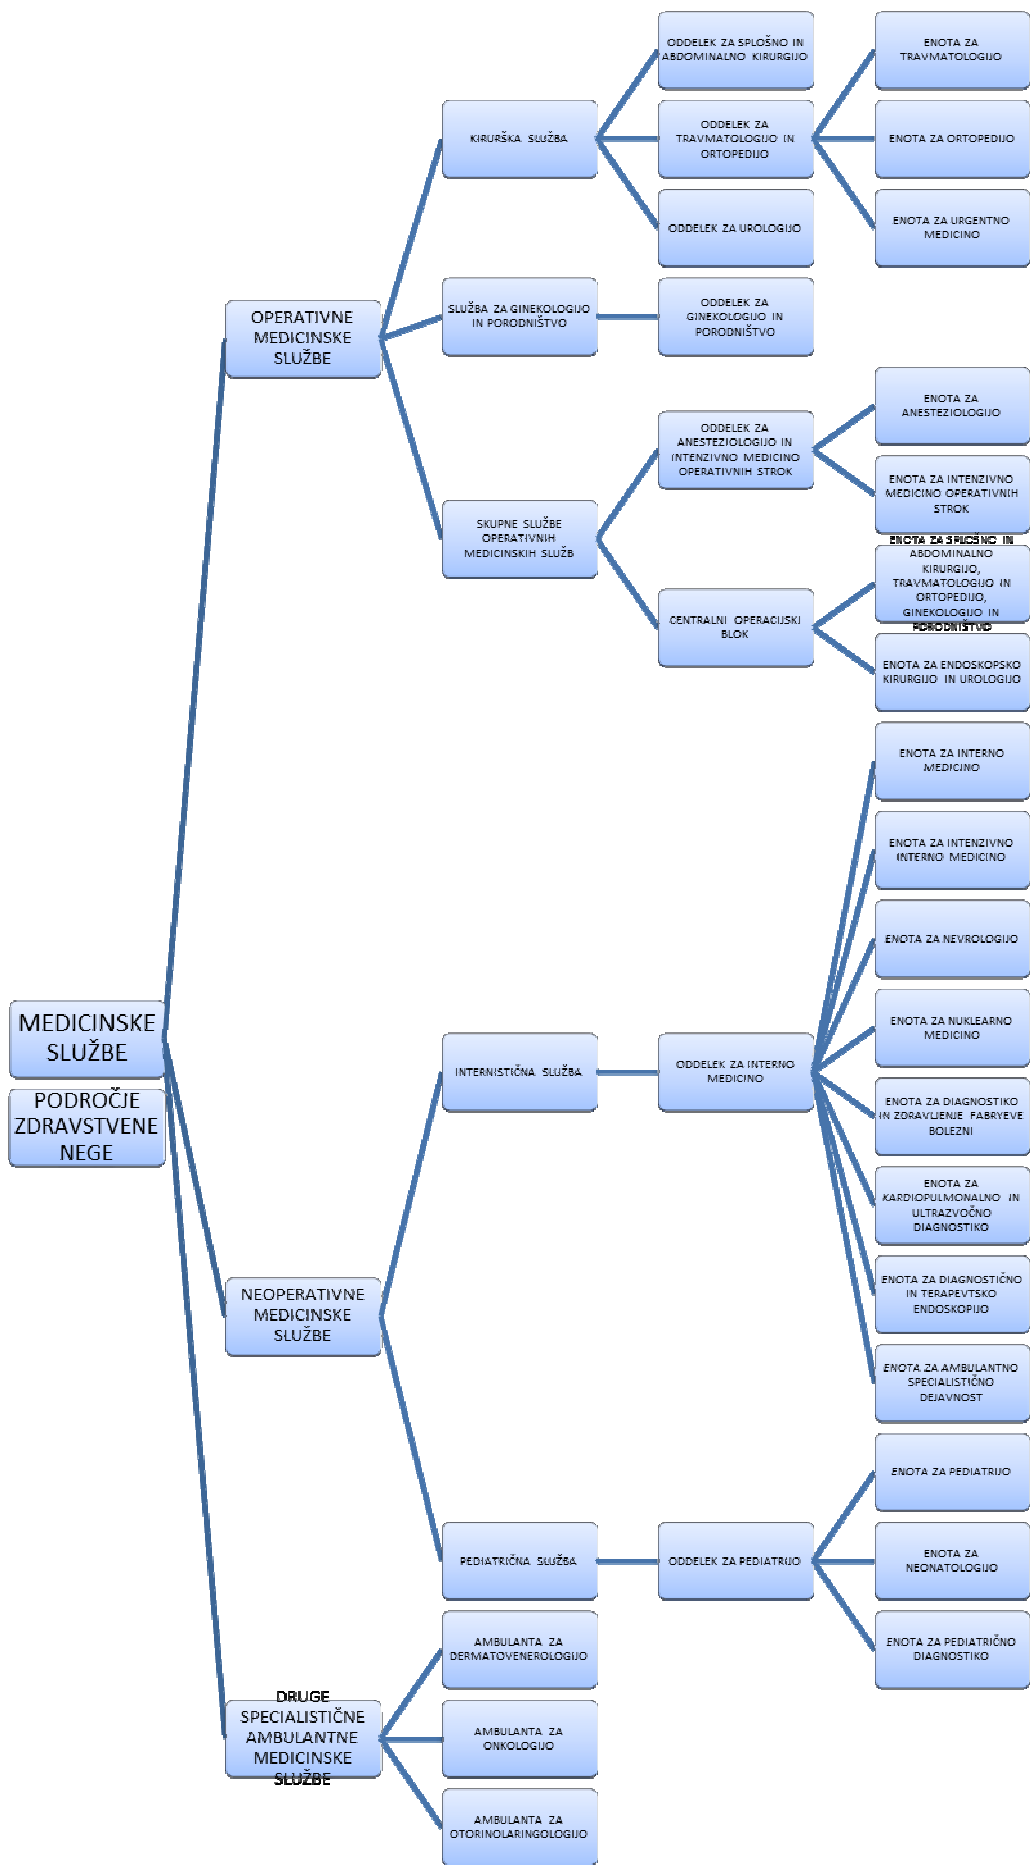 MEDICINSKE
SLUŽBE
PODROČJE
ZDRAVSTVENE
NEGE
OPERATIVNE
MEDICINSKE
SLUŽBE
KIRURŠKA SLUŽBA
ODDELEK ZA SPLOŠNO IN
ABDOMINALNO KIRURGIJO
ODDELEK ZA
TRAVMATOLOGIJO IN
ORTOPEDIJO
ENOTA ZA
TRAVMATOLOGIJO
ENOTA ZA ORTOPEDIJO
ENOTA ZA URGENTNO
MEDICINO
ODDELEK ZA UROLOGIJO
SLUŽBA ZA GINEKOLOGIJO
IN PORODNIŠTVO
ODDELEK ZA
GINEKOLOGIJO IN
PORODNIŠTVO
SKUPNE SLUŽBE
OPERATIVNIH
MEDICINSKIH SLUŽB
ODDELEK ZA
ANESTEZIOLOGIJO IN
INTENZIVNO MEDICINO
OPERATIVNIH STROK
ENOTA ZA
ANESTEZIOLOGIJO
ENOTA ZA INTENZIVNO
MEDICINO OPERATIVNIH
STROK
CENTRALNI OPERACIJSKI
BLOK
ENOTA ZA SPLOŠNO IN
ABDOMINALNO
KIRURGIJO,
TRAVMATOLOGIJO IN
ORTOPEDIJO,
GINEKOLOGIJO IN
PORODNIŠTVO
ENOTA ZA ENDOSKOPSKO
KIRURGIJO IN UROLOGIJO
NEOPERATIVNE
MEDICINSKE
SLUŽBE
INTERNISTIČNA SLUŽBA
ODDELEK ZA INTERNO
MEDICINO
ENOTA ZA INTERNO
MEDICINO
ENOTA ZA INTENZIVNO
INTERNO MEDICINO
ENOTA ZA NEVROLOGIJO
ENOTA ZA NUKLEARNO
MEDICINO
ENOTA ZA DIAGNOSTIKO
IN ZDRAVLJENJE FABRYEVE
BOLEZNI
ENOTA ZA
KARDIOPULMONALNO IN
ULTRAZVOČNO
DIAGNOSTIKO
ENOTA ZA DIAGNOSTIČNO
IN TERAPEVTSKO
ENDOSKOPIJO
ENOTA ZA AMBULANTNO
SPECIALISTIČNO
DEJAVNOST
PEDIATRIČNA SLUŽBA
ODDELEK ZA PEDIATRIJO
ENOTA ZA PEDIATRIJO
ENOTA ZA
NEONATOLOGIJO
ENOTA ZA PEDIATRIČNO
DIAGNOSTIKO
DRUGE
SPECIALISTIČNE
AMBULANTNE
MEDICINSKE
SLUŽBE
AMBULANTA ZA
DERMATOVENEROLOGIJO
AMBULANTA ZA
ONKOLOGIJO
AMBULANTA ZA
OTORINOLARINGOLOGIJO